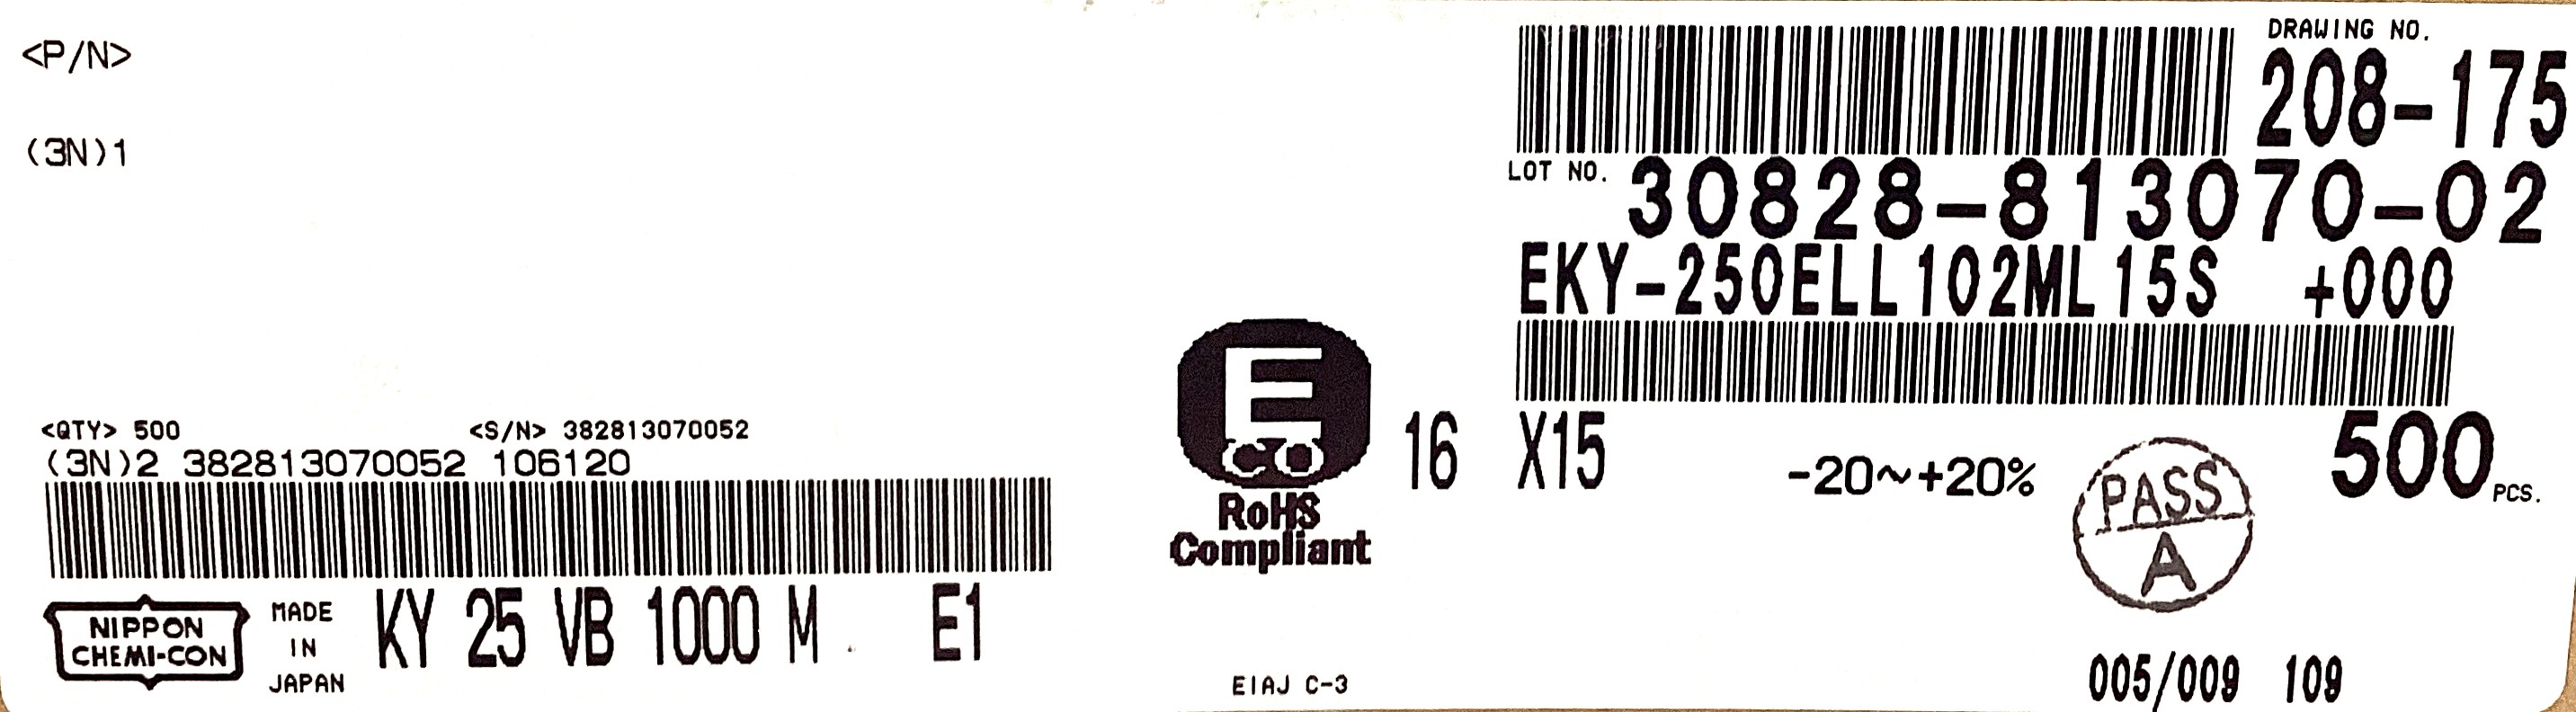 <P/N>
(3N)1
<QTY> 500 <S/N> 382813070052
(3N)2 382813070052 106120
NIPPON
CHEMI-CON
MADE
IN
JAPAN
KY 25 VB 1000 M E1
E
CO
RoHS
Compliant
EIAJ C-3
DRAWING NO.
208-175
LOT NO. 30828-813070-02
EKY-250ELL102ML15S +000
16 X15 -20~+20% 500 PCS.
PASS
A
005/009 109